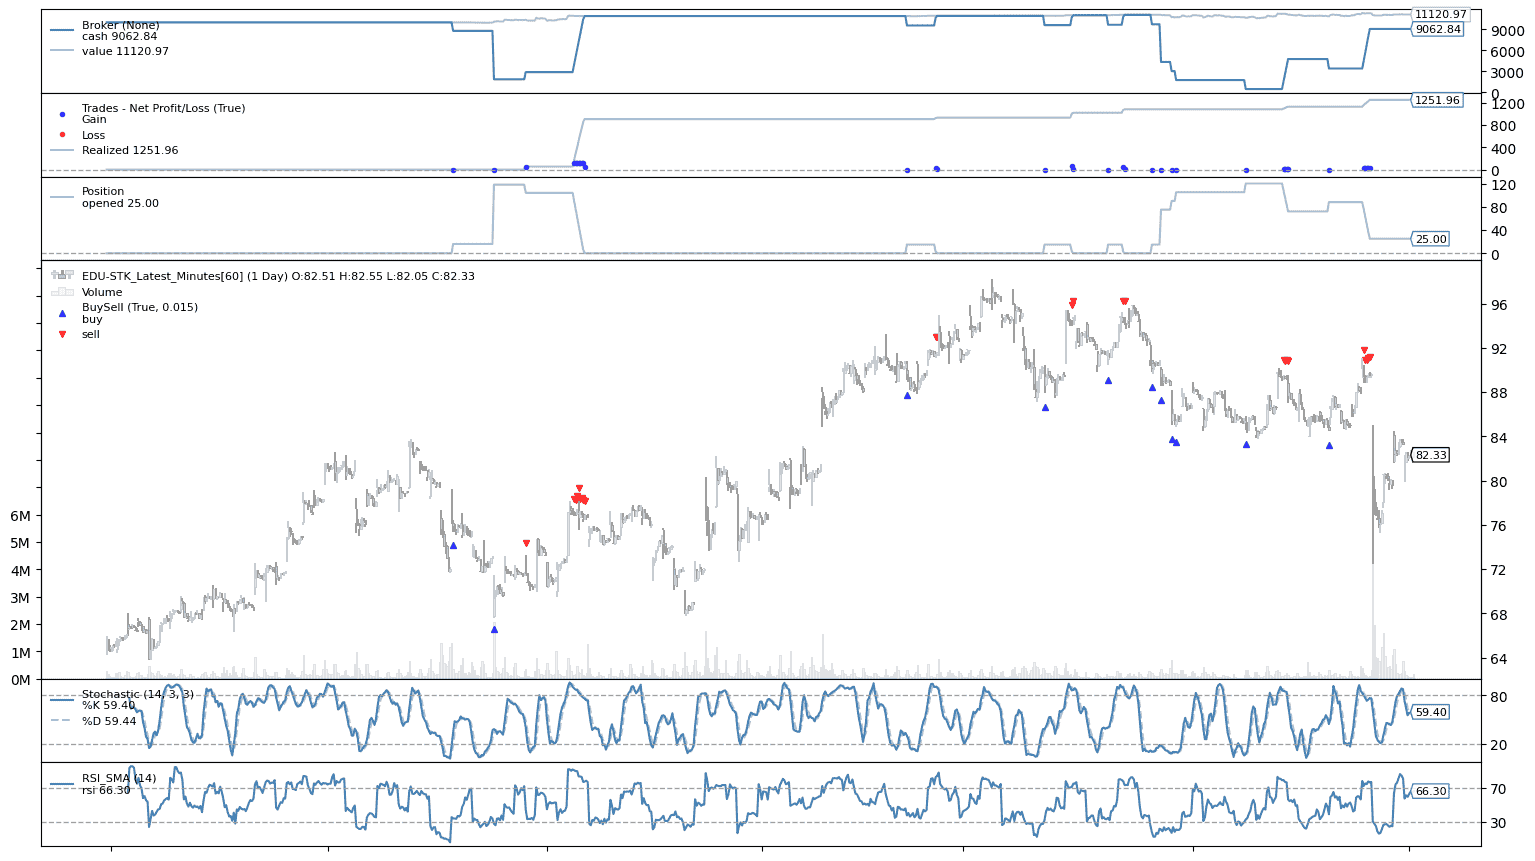 Broker (None)
cash 9062.84
value 11120.97
11120.97
9062.84
9000
6000
3000
0
Trades - Net Profit/Loss (True)
Gain
Loss
Realized 1251.96
1251.96
1200
800
400
0
Position
opened 25.00
120
80
40
25.00
0
EDU-STK_Latest_Minutes[60] (1 Day) O:82.51 H:82.55 L:82.05 C:82.33
Volume
BuySell (True, 0.015)
buy
sell
96
92
88
84
82.33
80
76
72
68
64
6M
5M
4M
3M
2M
1M
0M
Stochastic (14, 3, 3)
%K 59.40
%D 59.44
80
59.40
20
RSI_SMA (14)
rsi 66.30
70
66.30
30